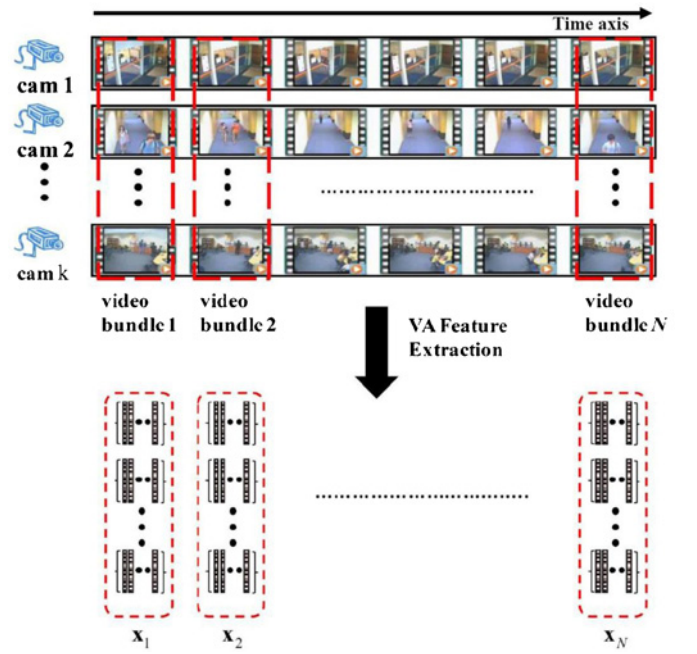 Time axis
cam 1
cam 2
cam k
video bundle 1
video bundle 2
video bundle N
VA Feature
Extraction
x1
x2
xN